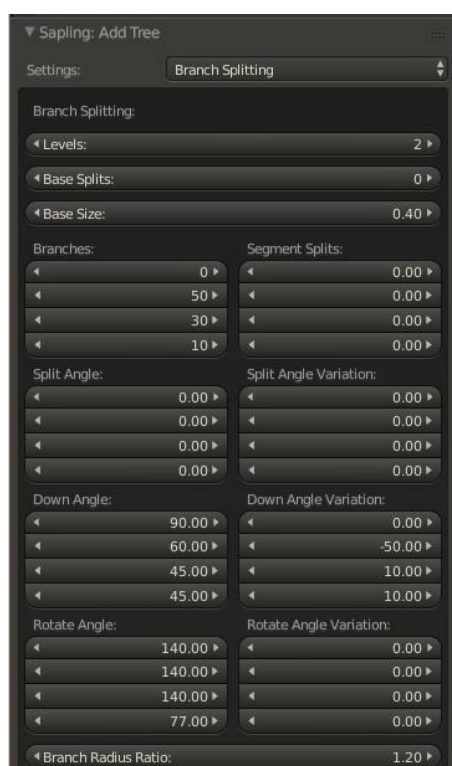 Sapling: Add Tree
Settings: Branch Splitting
Branch Splitting:
Levels: 2
Base Splits: 0
Base Size: 0.40
Branches: Segment Splits:
0 0.00
50 0.00
30 0.00
10 0.00
Split Angle: Split Angle Variation:
0.00 0.00
0.00 0.00
0.00 0.00
0.00 0.00
Down Angle: Down Angle Variation:
90.00 0.00
60.00 -50.00
45.00 10.00
45.00 10.00
Rotate Angle: Rotate Angle Variation:
140.00 0.00
140.00 0.00
140.00 0.00
77.00 0.00
Branch Radius Ratio: 1.20